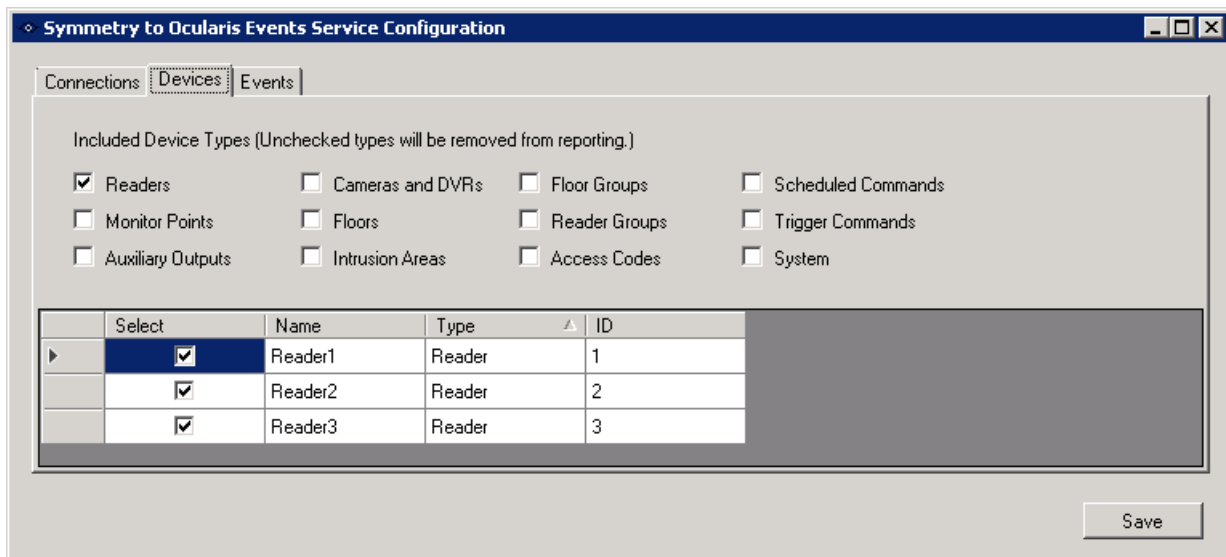 Symmetry to Ocularis Events Service Configuration
Connections Devices Events
Included Device Types (Unchecked types will be removed from reporting.)
Readers Cameras and DVRs Floor Groups Scheduled Commands
Monitor Points Floors Reader Groups Trigger Commands
Auxiliary Outputs Intrusion Areas Access Codes System
Select Name Type ID
Reader1 Reader 1
Reader2 Reader 2
Reader3 Reader 3
Save